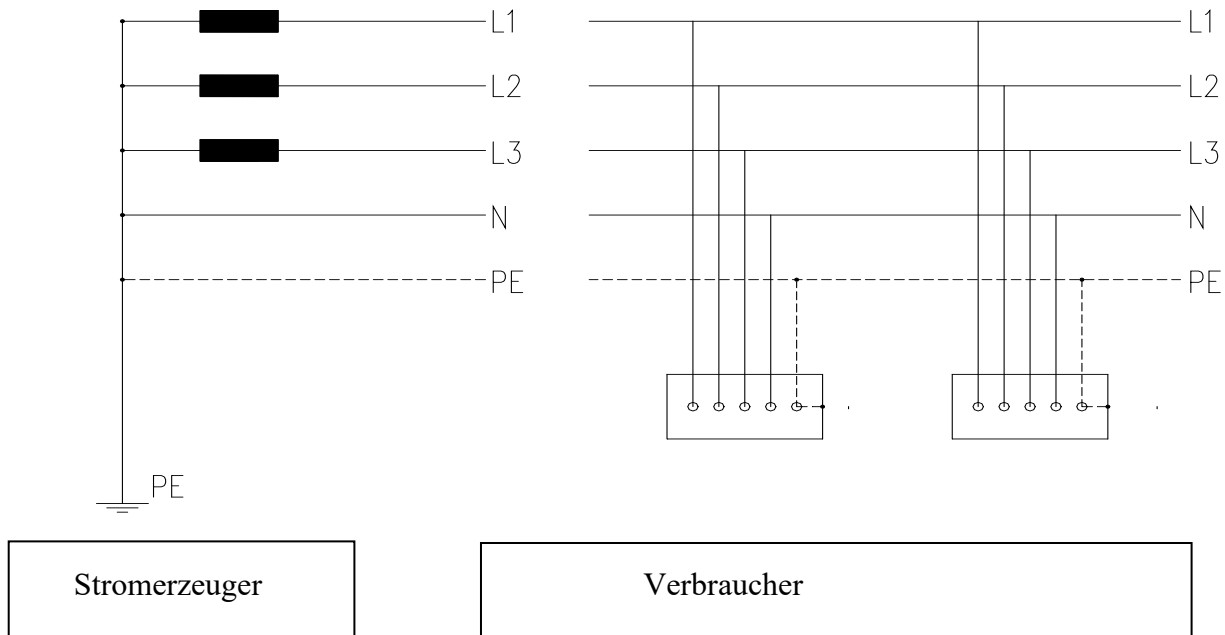 L1 L1
L2 L2
L3 L3
N N
PE PE
PE
Stromerzeuger Verbraucher